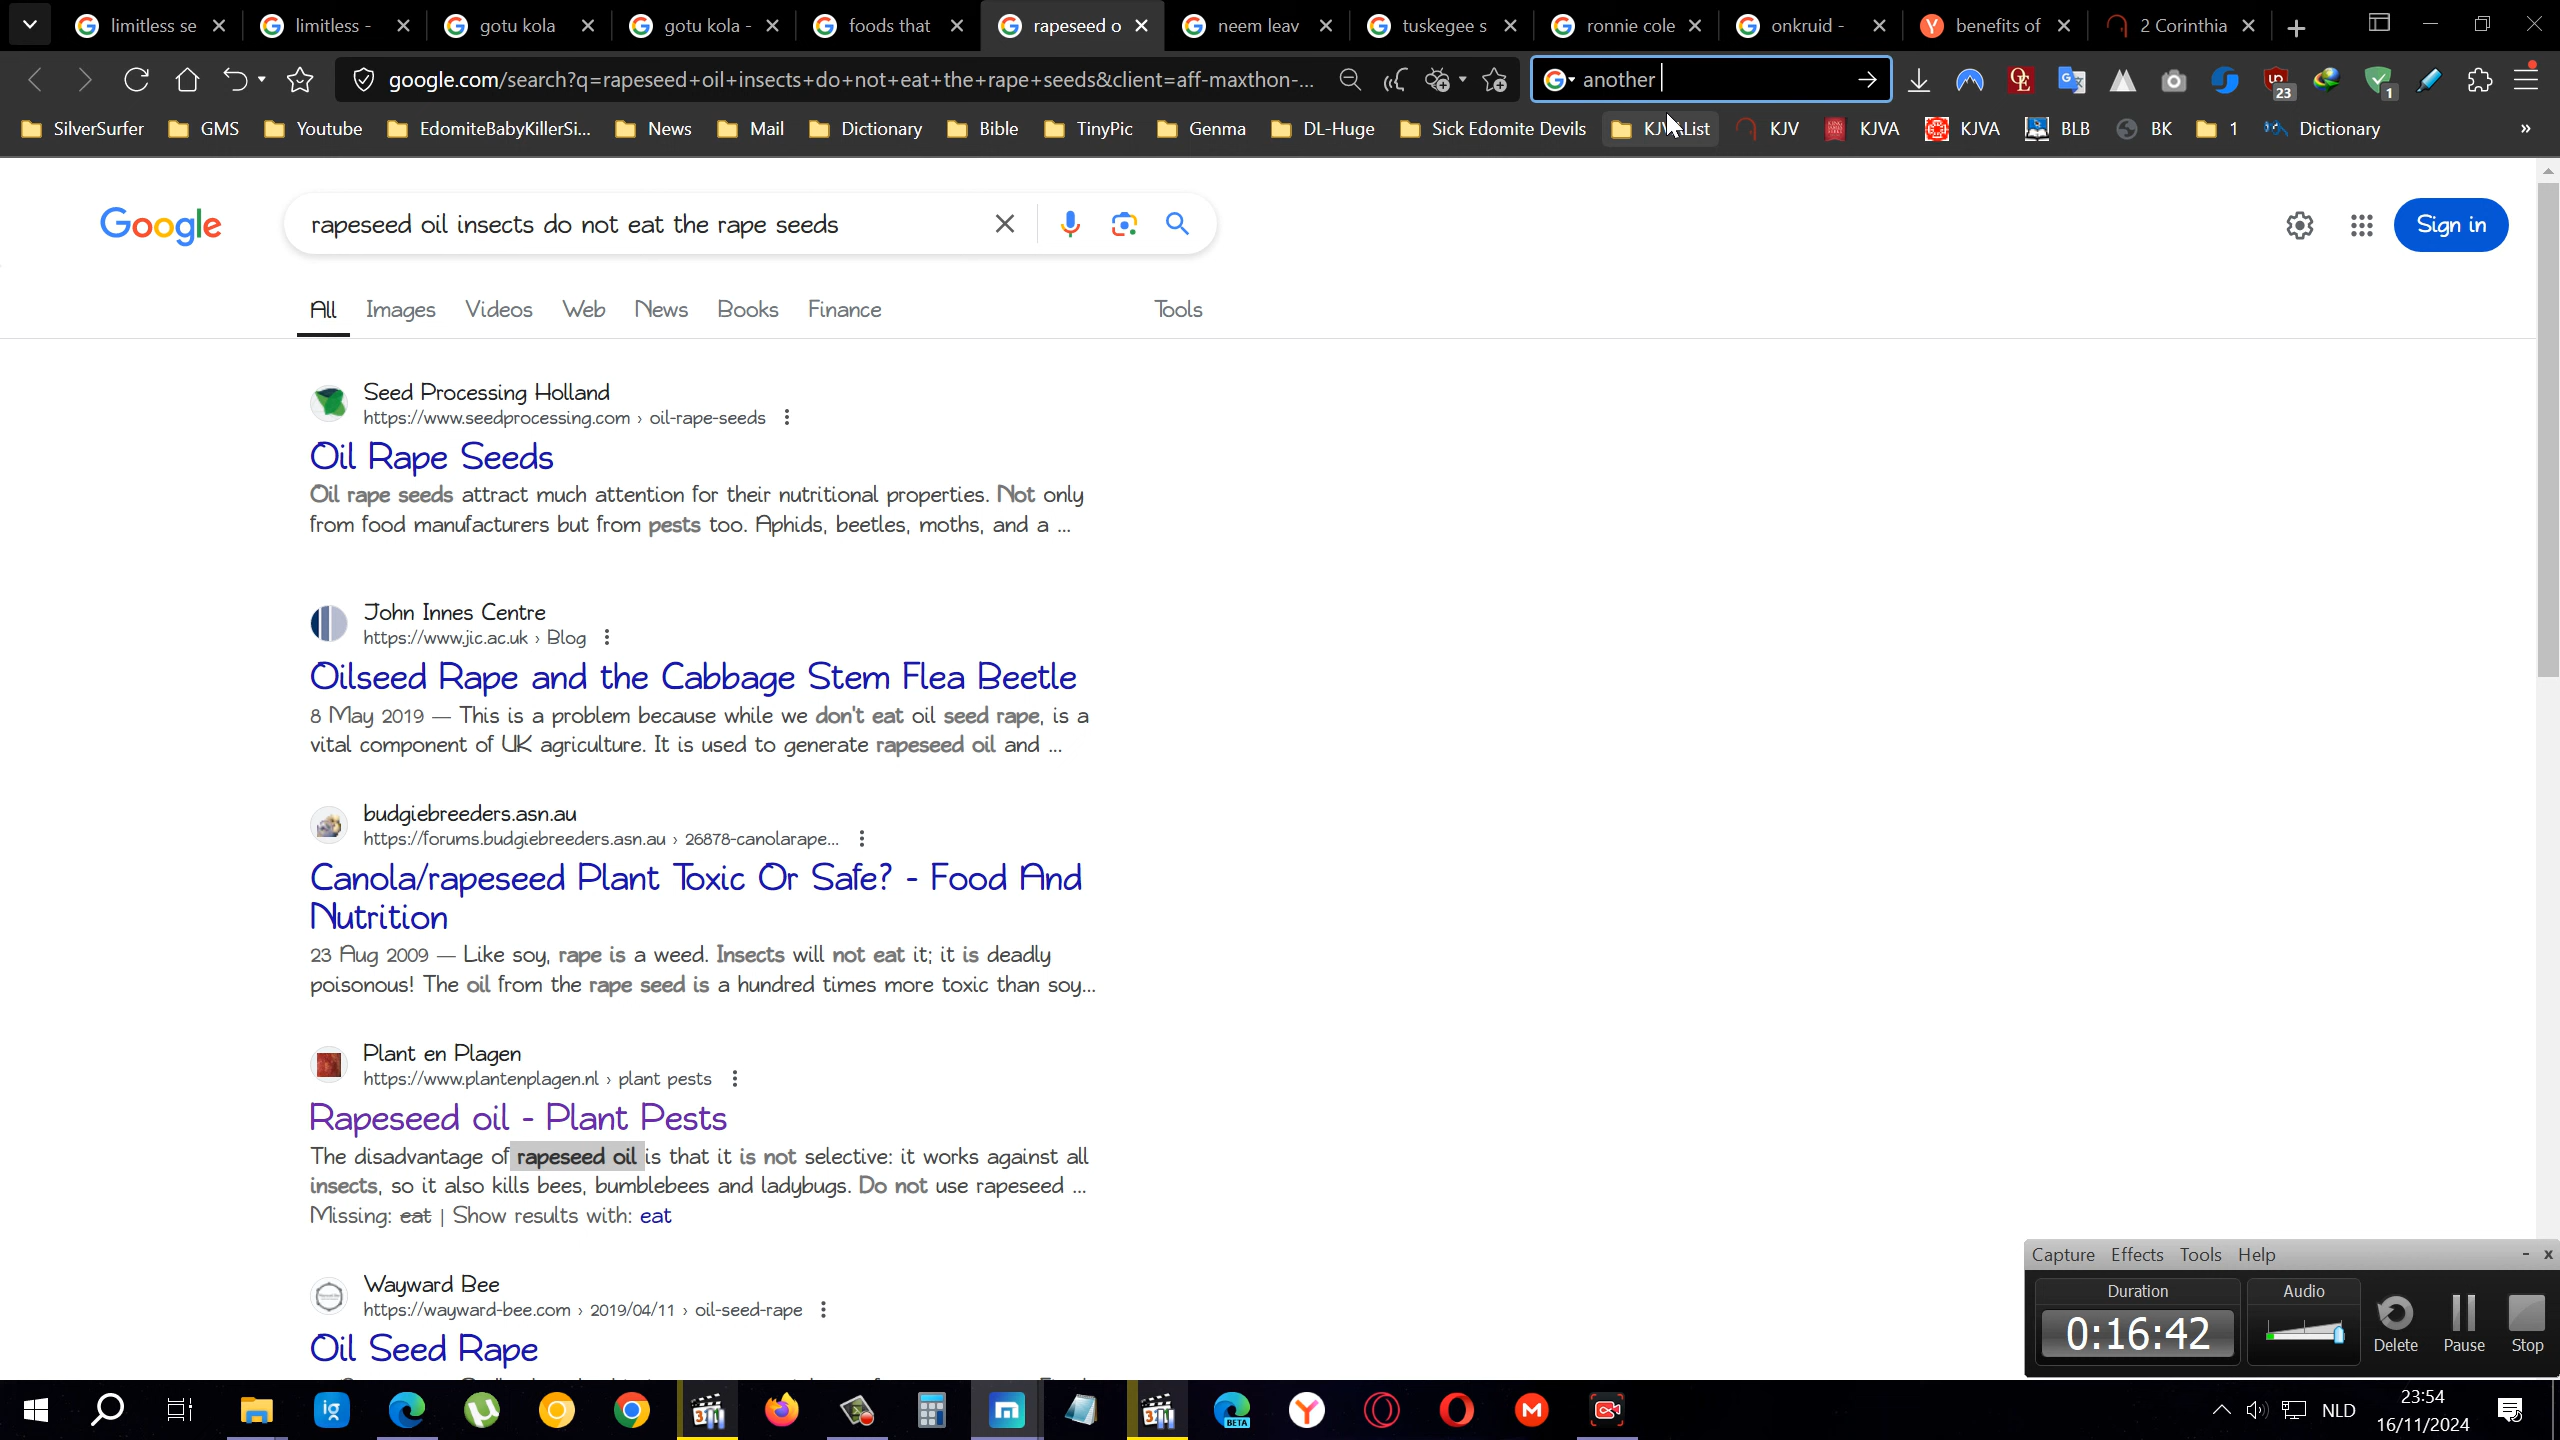 limitless se
limitless -
gotu kola
gotu kola -
foods that
rapeseed o
neem leav
tuskegee s
ronnie cole
onkruid -
benefits of
2 Corinthia
google.com/search?q=rapeseed+oil+insects+do+not+eat+the+rape+seeds&client=aff-maxthon-...
another
23
1
SilverSurfer
GMS
Youtube
EdomiteBabyKillerSi...
News
Mail
Dictionary
Bible
TinyPic
Genma
DL-Huge
Sick Edomite Devils
KJV
KJVA
KJVA
BLB
BK
1
Dictionary
»
Google
rapeseed oil insects do not eat the rape seeds
Sign in
All Images Videos Web News Books Finance Tools
Seed Processing Holland
https://www.seedprocessing.com › oil-rape-seeds
Oil Rape Seeds
Oil rape seeds attract much attention for their nutritional properties. Not only
from food manufacturers but from pests too. Aphids, beetles, moths, and a ...
John Innes Centre
https://www.jic.ac.uk › Blog
Oilseed Rape and the Cabbage Stem Flea Beetle
8 May 2019 — This is a problem because while we don't eat oil seed rape, is a
vital component of UK agriculture. It is used to generate rapeseed oil and ...
budgiebreeders.asn.au
https://forums.budgiebreeders.asn.au › 26878-canolarape...
Canola/rapeseed Plant Toxic Or Safe? - Food And
Nutrition
23 Aug 2009 — Like soy, rape is a weed. Insects will not eat it; it is deadly
poisonous! The oil from the rape seed is a hundred times more toxic than soy...
Plant en Plagen
https://www.plantenplagen.nl › plant pests
Rapeseed oil - Plant Pests
The disadvantage of rapeseed oil is that it is not selective: it works against all
insects, so it also kills bees, bumblebees and ladybugs. Do not use rapeseed ...
Missing: eat | Show results with: eat
Wayward Bee
https://wayward-bee.com › 2019/04/11 › oil-seed-rape
Oil Seed Rape
Capture Effects Tools Help
Duration
0:16:42
Audio
Delete
Pause
Stop
NLD
23:54
16/11/2024